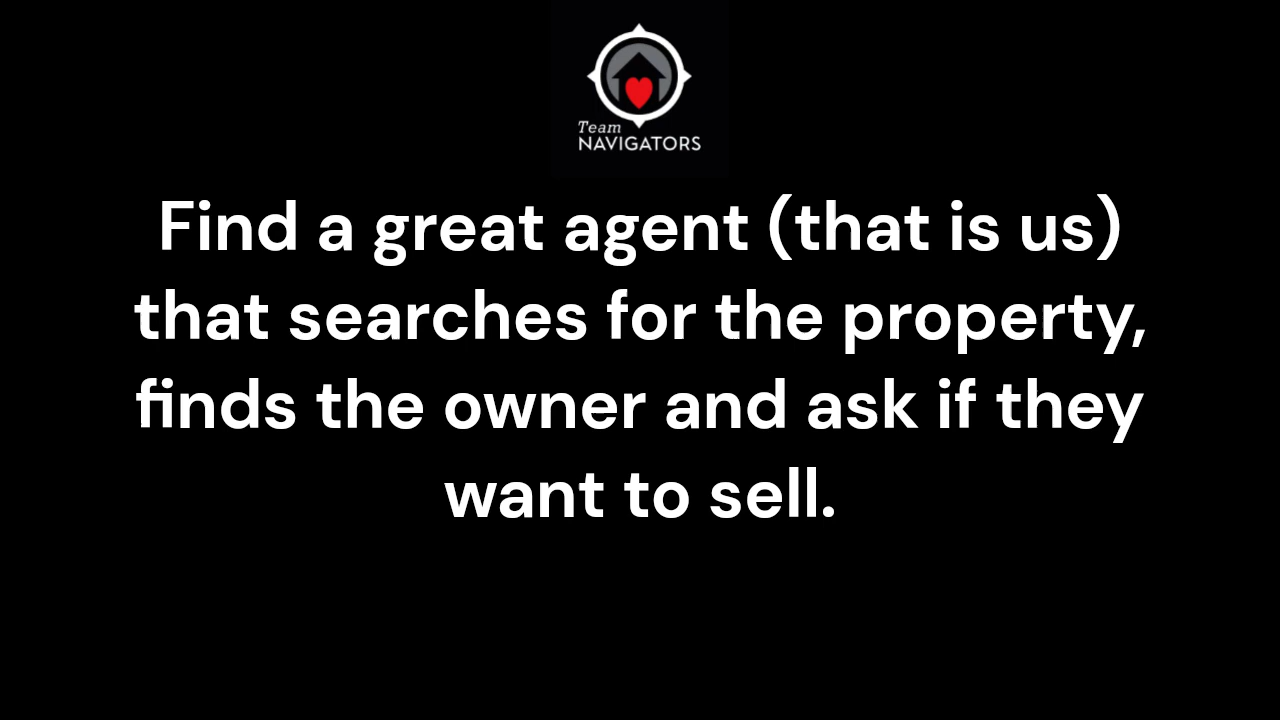 Team
NAVIGATORS
Find a great agent (that is us)
that searches for the property,
finds the owner and ask if they
want to sell.